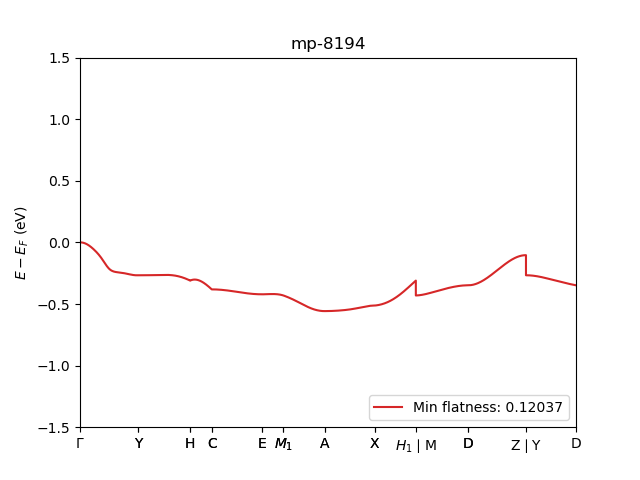 mp-8194
1.5
1.0
0.5
0.0
−0.5
−1.0
−1.5
E − E_F (eV)
Min flatness: 0.12037
Γ Y H C E M₁ A X H₁ | M D Z | Y D